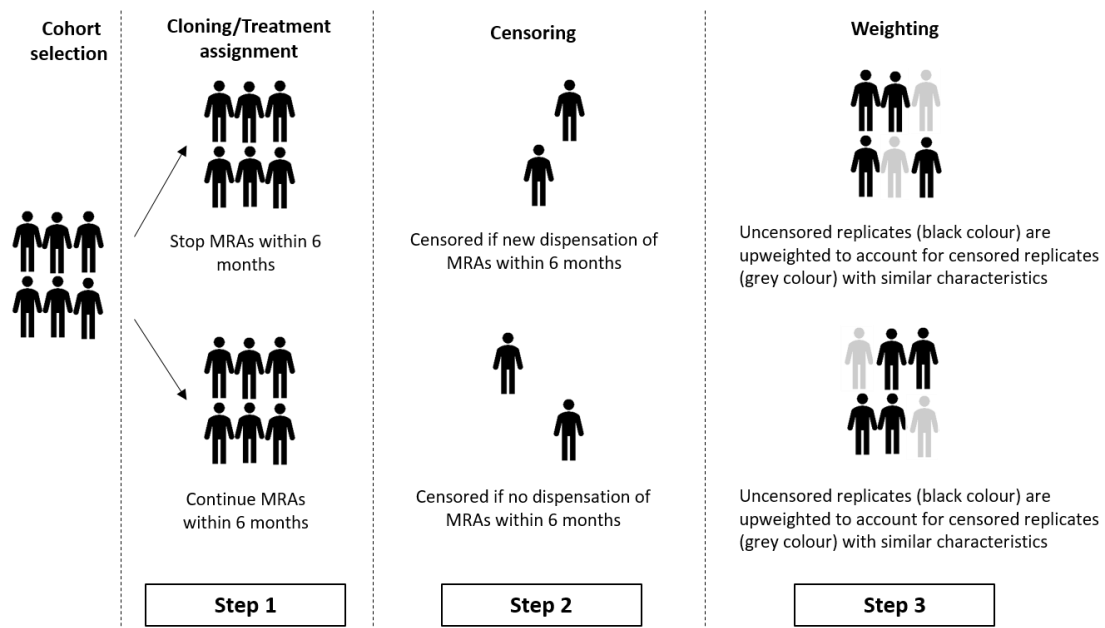 Cohort
selection
Cloning/Treatment
assignment
Censoring
Weighting
Stop MRAs within 6
months
Censored if new dispensation of
MRAs within 6 months
Uncensored replicates (black colour) are
upweighted to account for censored replicates
(grey colour) with similar characteristics
Continue MRAs
within 6 months
Censored if no dispensation of
MRAs within 6 months
Uncensored replicates (black colour) are
upweighted to account for censored replicates
(grey colour) with similar characteristics
Step 1
Step 2
Step 3